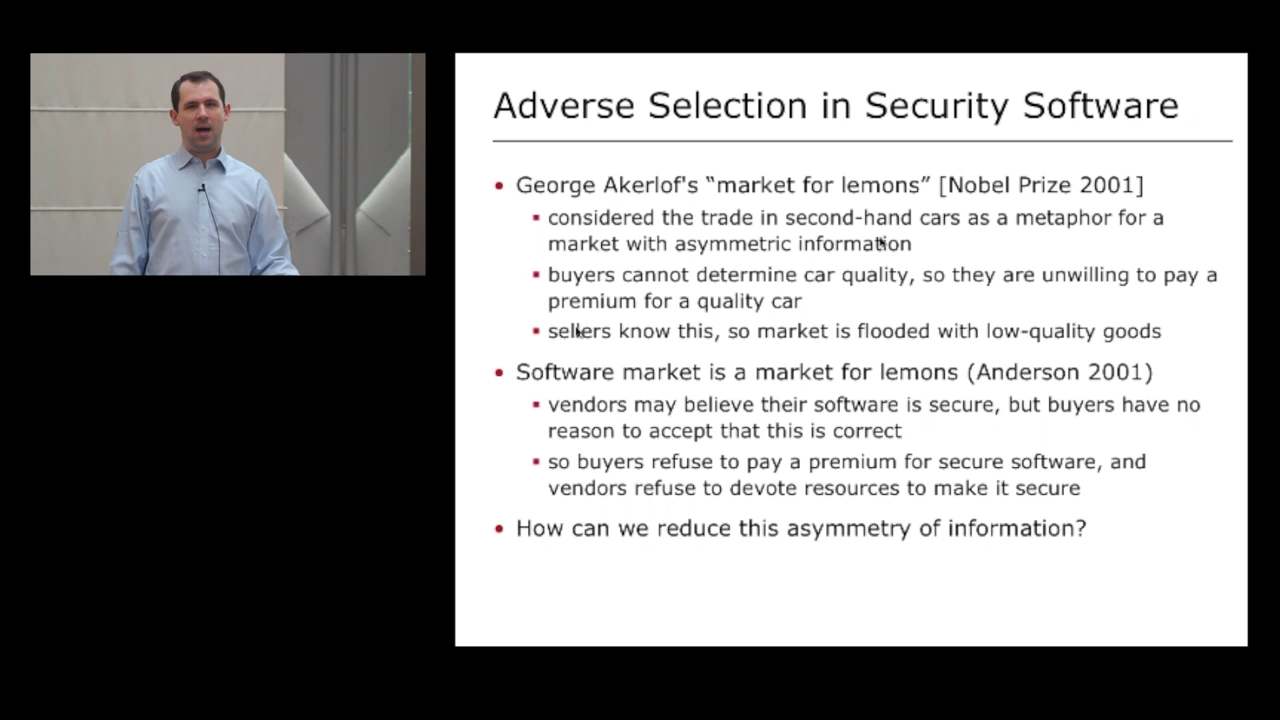 Adverse Selection in Security Software
• George Akerlof's “market for lemons” [Nobel Prize 2001]
▪ considered the trade in second-hand cars as a metaphor for a
market with asymmetric information
▪ buyers cannot determine car quality, so they are unwilling to pay a
premium for a quality car
▪ sellers know this, so market is flooded with low-quality goods
• Software market is a market for lemons (Anderson 2001)
▪ vendors may believe their software is secure, but buyers have no
reason to accept that this is correct
▪ so buyers refuse to pay a premium for secure software, and
vendors refuse to devote resources to make it secure
• How can we reduce this asymmetry of information?